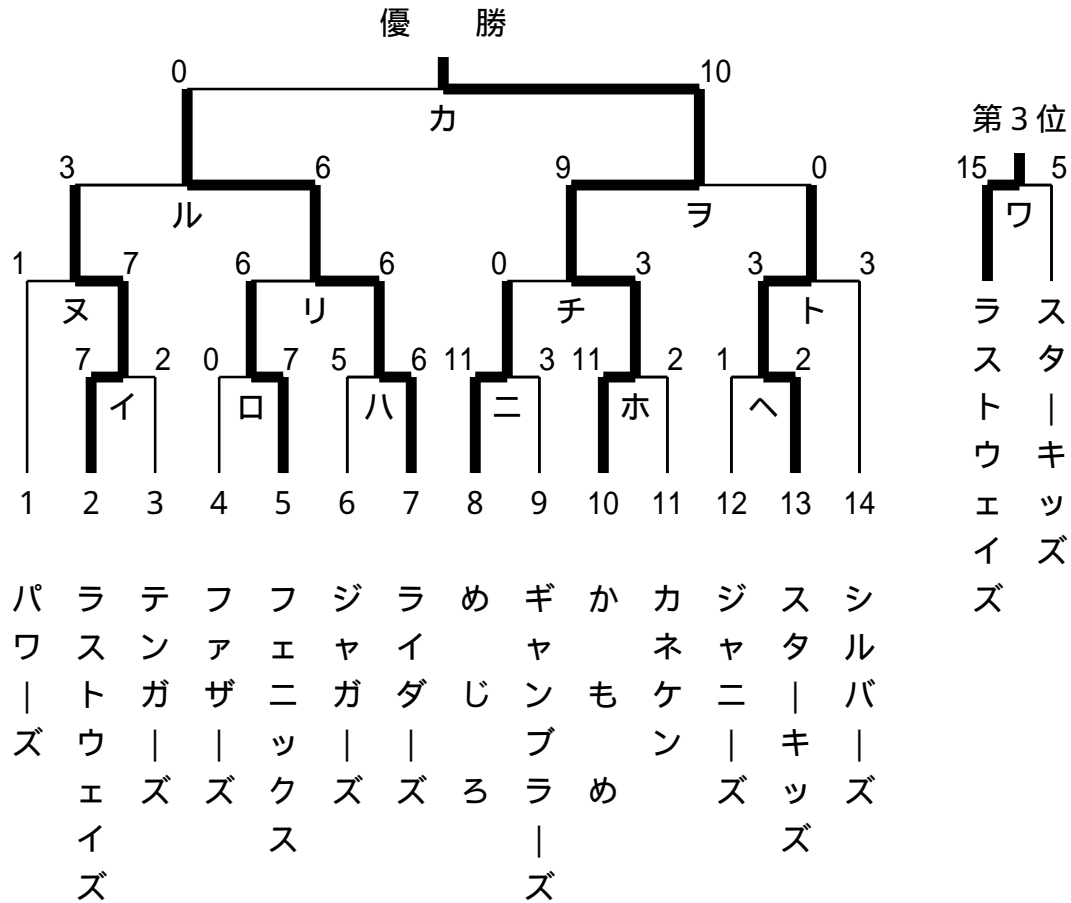 優勝
0 10
カ
第3位
3 6 9 0 15 5
ル ヲ ワ
1 7 6 6 0 3 3 3
ヌ リ チ ト
7 2 0 7 5 6 11 3 11 2 1 2
イ ロ ハ ニ ホ ヘ
1 2 3 4 5 6 7 8 9 10 11 12 13 14
パワーズ
ラストウェイズ
テンガーズ
ファザーズ
フェニックス
ジャガーズ
ライダーズ
めじろ
ギャンブラーズ
かもめ
カネケン
ジャニーズ
スターキッズ
シルバーズ
ラストウェイズ
スターキッズ